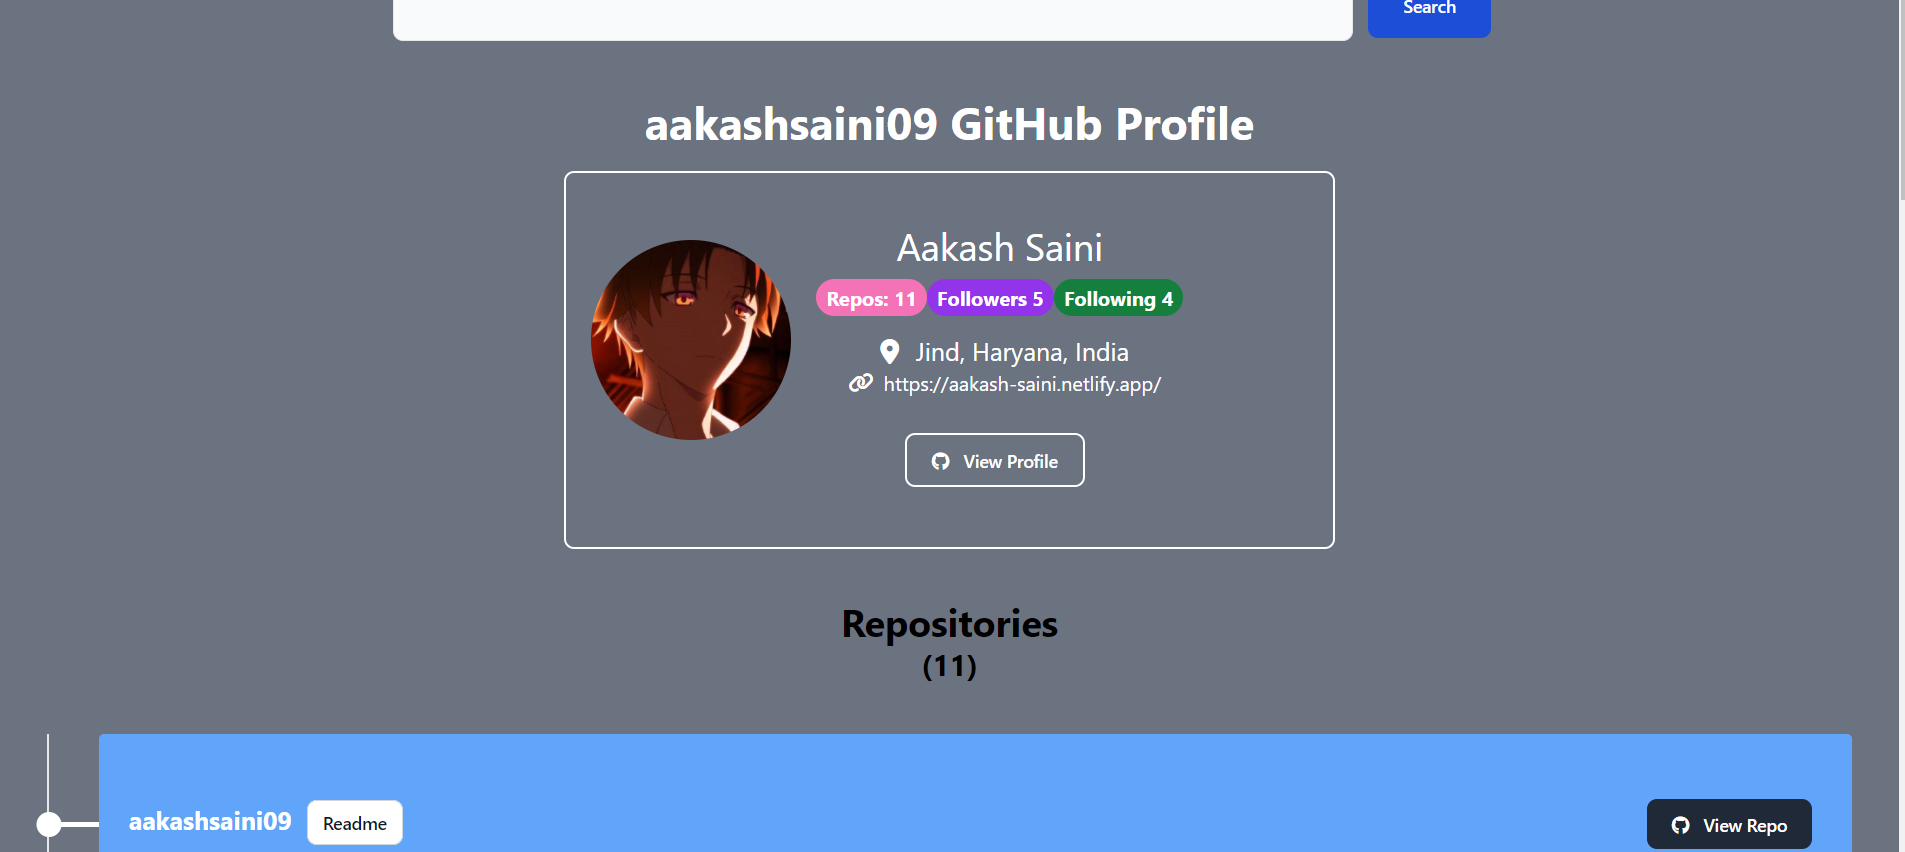 Search
aakashsaini09 GitHub Profile
Aakash Saini
Repos: 11 Followers 5 Following 4
Jind, Haryana, India
https://aakash-saini.netlify.app/
View Profile
Repositories
(11)
aakashsaini09 Readme View Repo